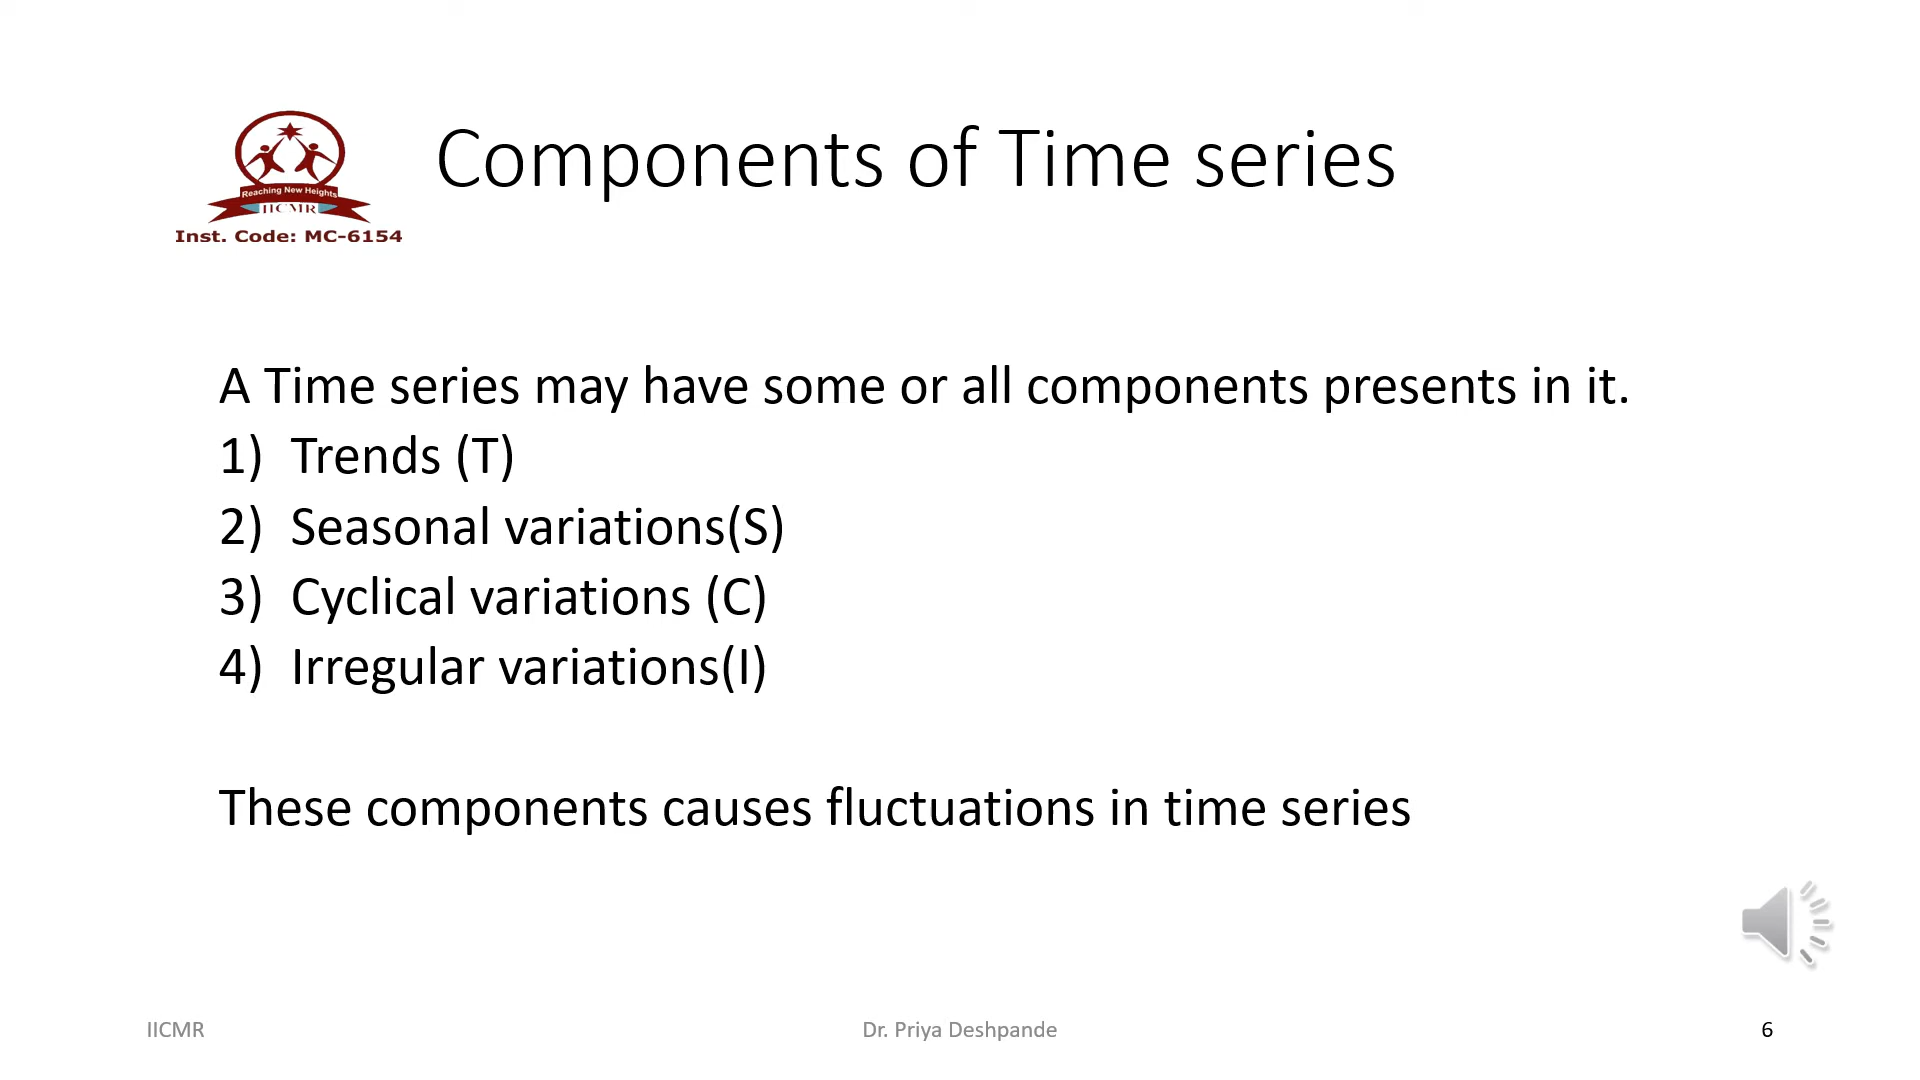 Components of Time series
Reaching New Heights
IICMR
Inst. Code: MC-6154
A Time series may have some or all components presents in it.
1) Trends (T)
2) Seasonal variations(S)
3) Cyclical variations (C)
4) Irregular variations(I)
These components causes fluctuations in time series
IICMR
Dr. Priya Deshpande
6